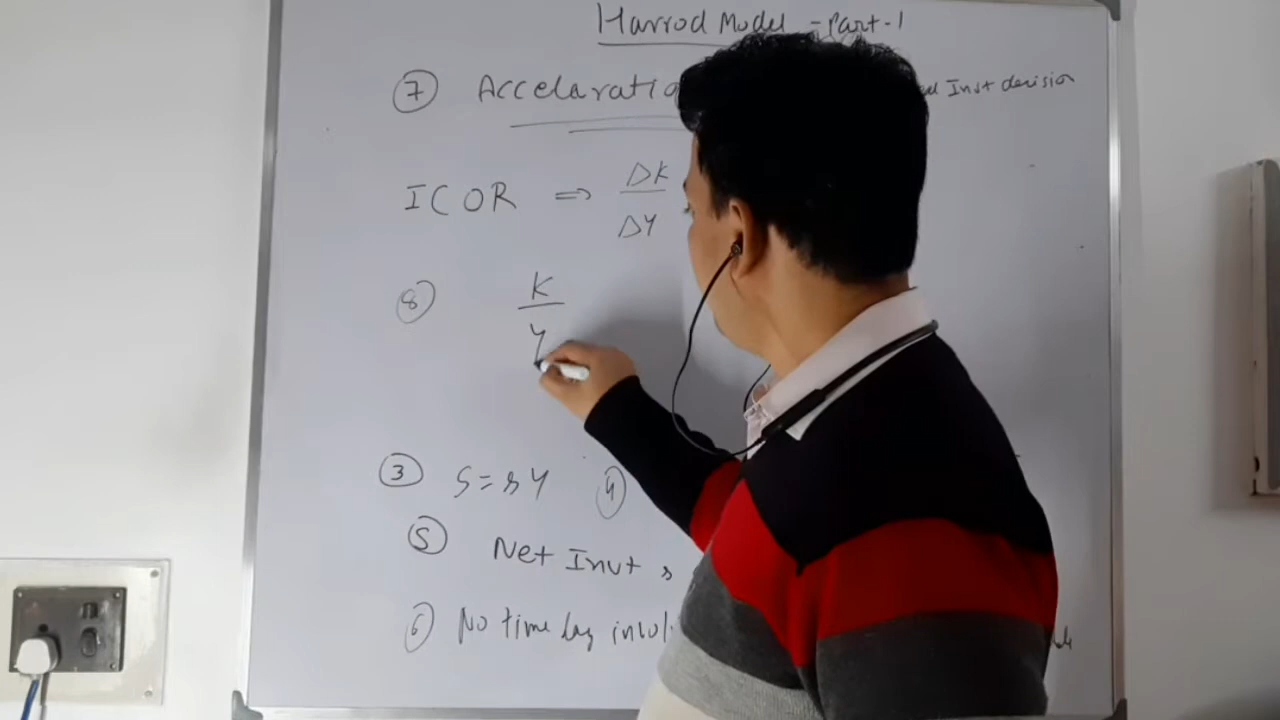 Harrod Model - Part-1
⑦ Accelaratio Inst decision
ICOR ⇒ ΔK
ΔY
⑧ K
Y
③ S = sY ④
⑤ Net Invt s
⑥ No time lag invol